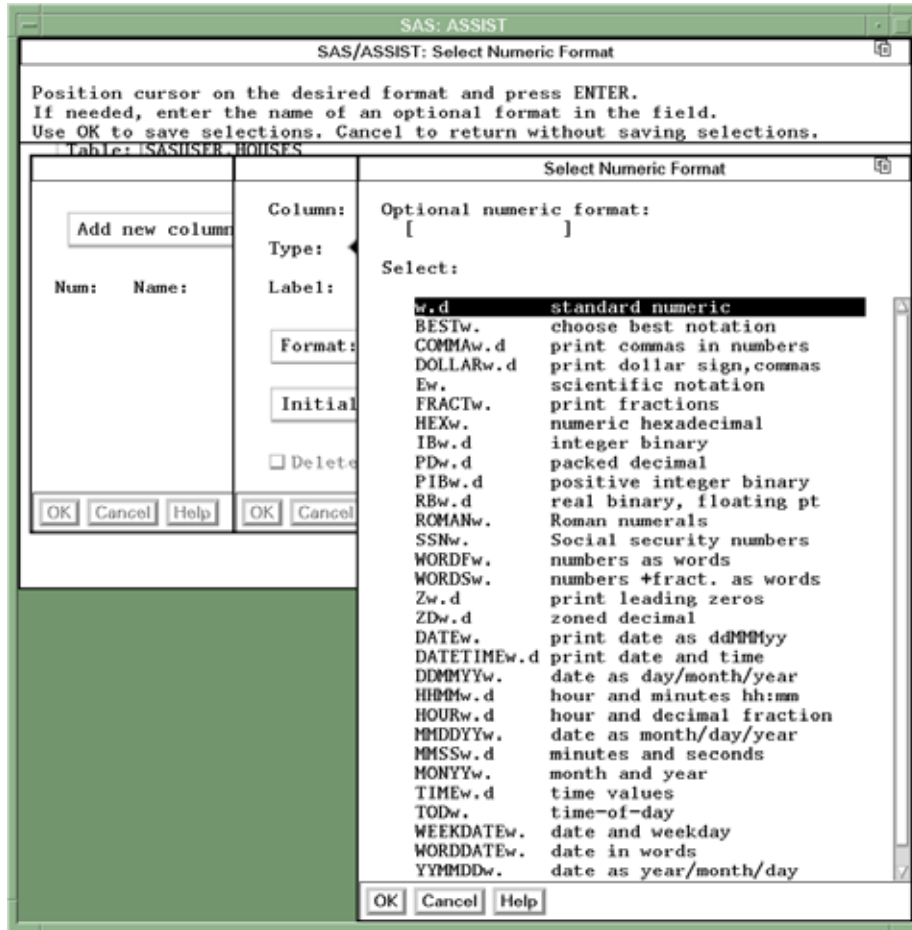 SAS: ASSIST
SAS/ASSIST: Select Numeric Format
Position cursor on the desired format and press ENTER.
If needed, enter the name of an optional format in the field.
Use OK to save selections. Cancel to return without saving selections.
Table: SASUSER.HOUSES
Add new column
Num: Name:
OK Cancel Help
Column:
Type:
Label:
Format:
Initial
Delete
OK Cancel
Select Numeric Format
Optional numeric format:
[ ]
Select:
w.d standard numeric
BESTw. choose best notation
COMMAw.d print commas in numbers
DOLLARw.d print dollar sign,commas
Ew. scientific notation
FRACTw. print fractions
HEXw. numeric hexadecimal
IBw.d integer binary
PDw.d packed decimal
PIBw.d positive integer binary
RBw.d real binary, floating pt
ROMANw. Roman numerals
SSNw. Social security numbers
WORDFw. numbers as words
WORDSw. numbers +fract. as words
Zw.d print leading zeros
ZDw.d zoned decimal
DATEw. print date as ddMMMyy
DATETIMEw.d print date and time
DDMMYYw. date as day/month/year
HHMMw.d hour and minutes hh:mm
HOURw.d hour and decimal fraction
MMDDYYw. date as month/day/year
MMSSw.d minutes and seconds
MONYYw. month and year
TIMEw.d time values
TODw. time-of-day
WEEKDATEw. date and weekday
WORDDATEw. date in words
YYMMDDw. date as year/month/day
OK Cancel Help